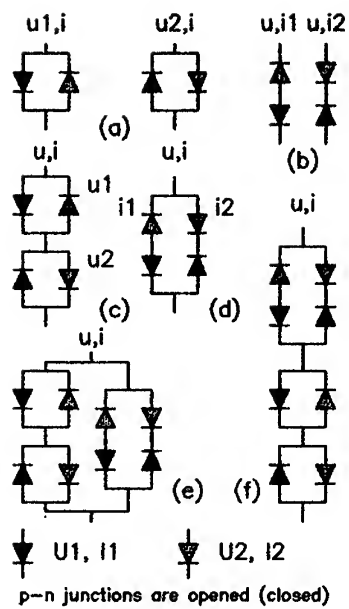 u1,i u2,i u,i1 u,i2
(a)
(b)
u,i u,i u,i
u1 i1 i2
u2
(c) (d)
u,i
(e) (f)
U1, I1 U2, I2
p-n junctions are opened (closed)